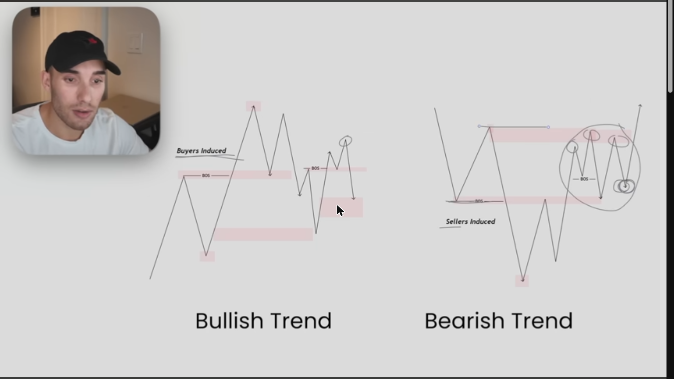 Buyers Induced
BOS
BOS
BOS
Sellers Induced
Bullish Trend
Bearish Trend